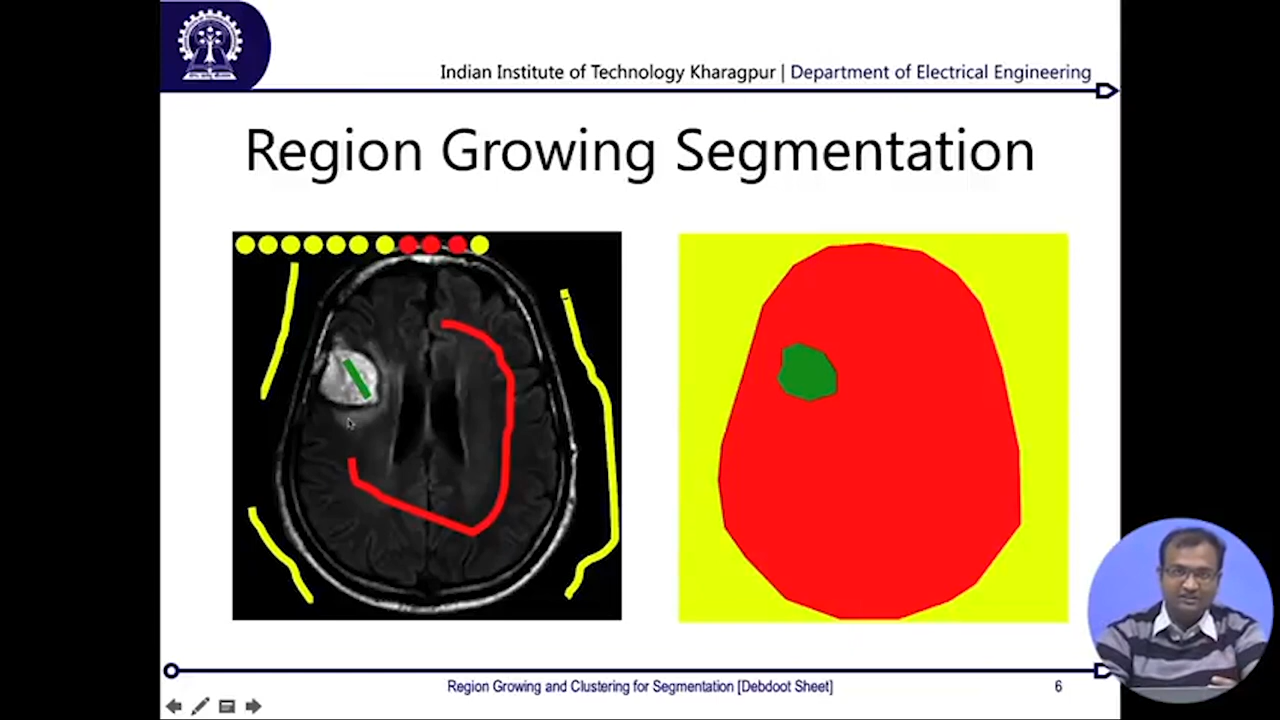 Indian Institute of Technology Kharagpur | Department of Electrical Engineering
Region Growing Segmentation
Region Growing and Clustering for Segmentation [Debdoot Sheet]
6